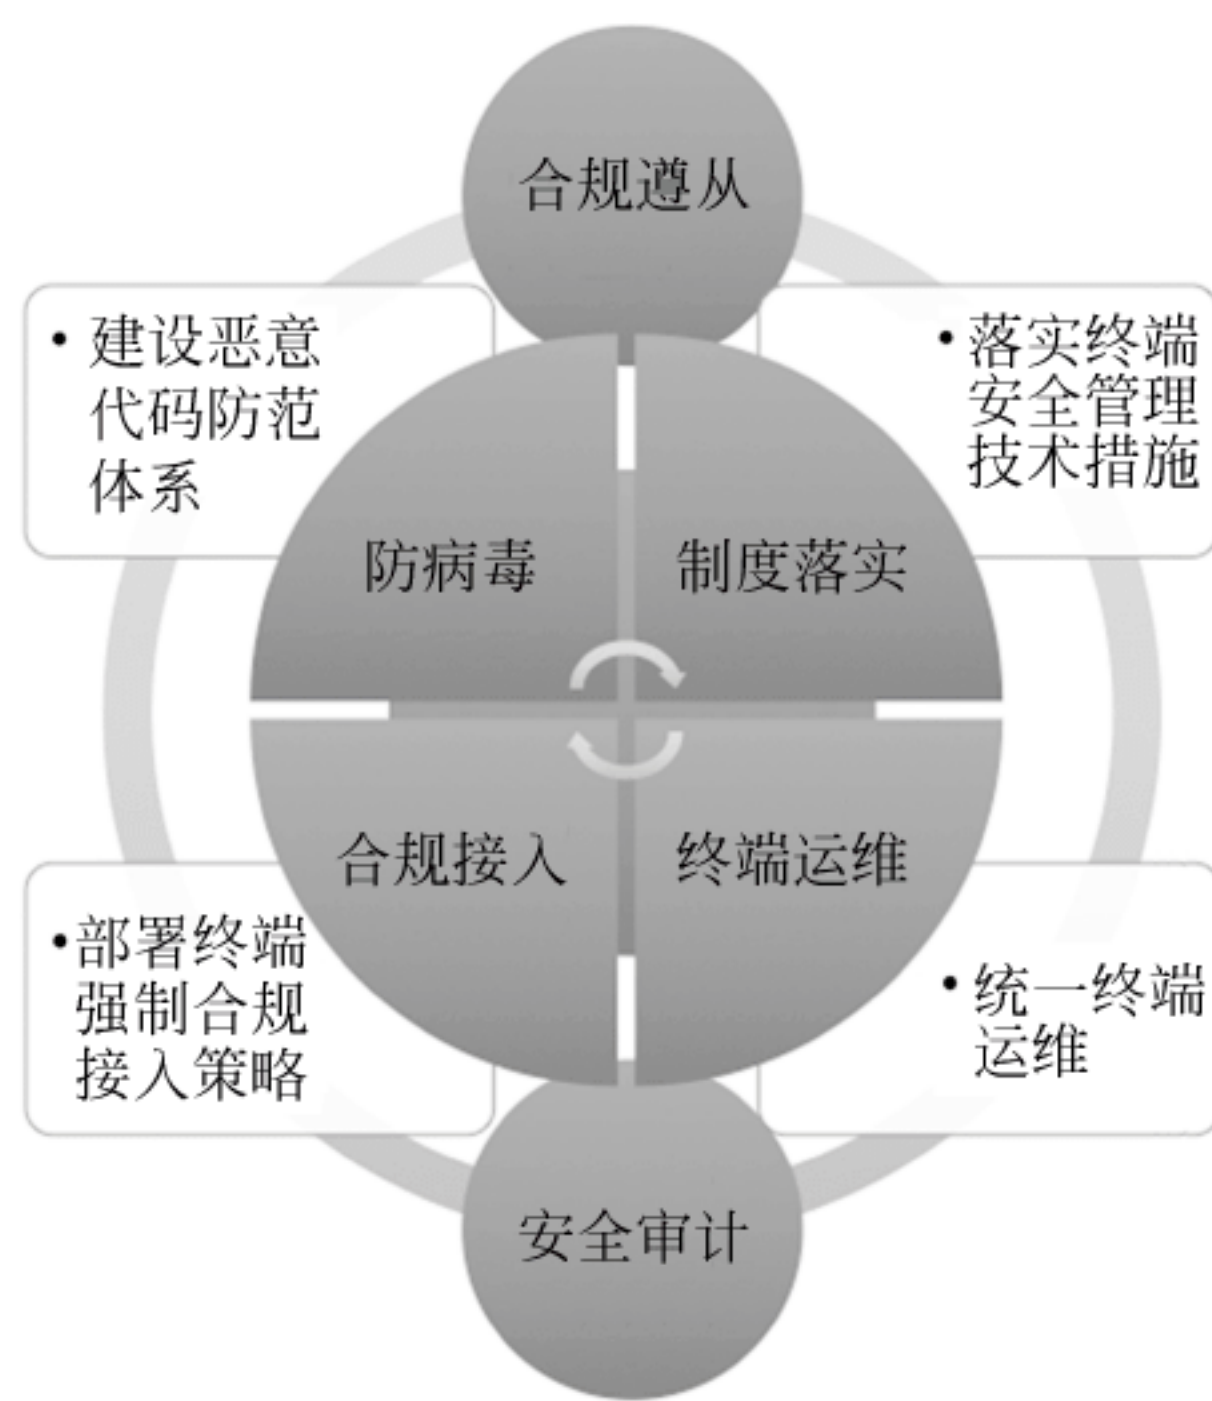 合规遵从
• 建设恶意
代码防范
体系
• 落实终端
安全管理
技术措施
防病毒
制度落实
合规接入
终端运维
• 部署终端
强制合规
接入策略
• 统一终端
运维
安全审计